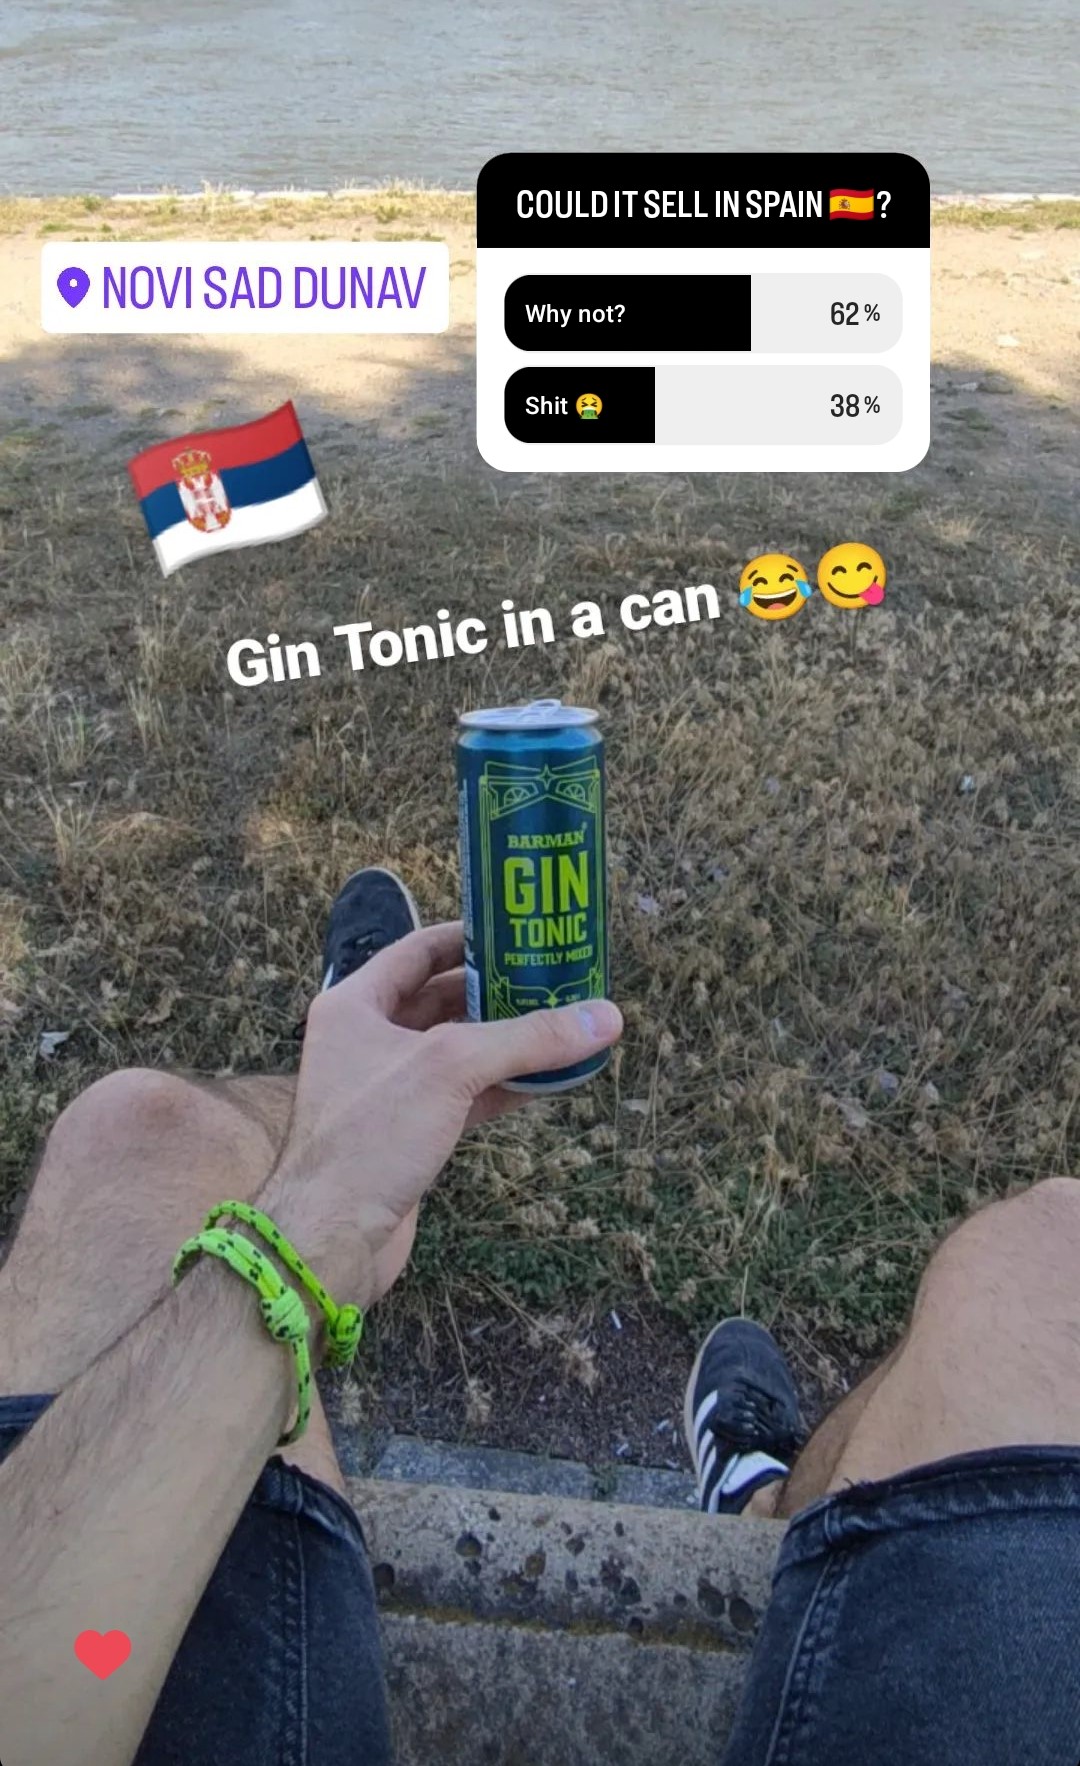 COULD IT SELL IN SPAIN 🇪🇸?
NOVI SAD DUNAV
Why not? 62%
Shit 🤮 38%
Gin Tonic in a can 😂😋
BARMAN
GIN
TONIC
PERFECTLY MIXED